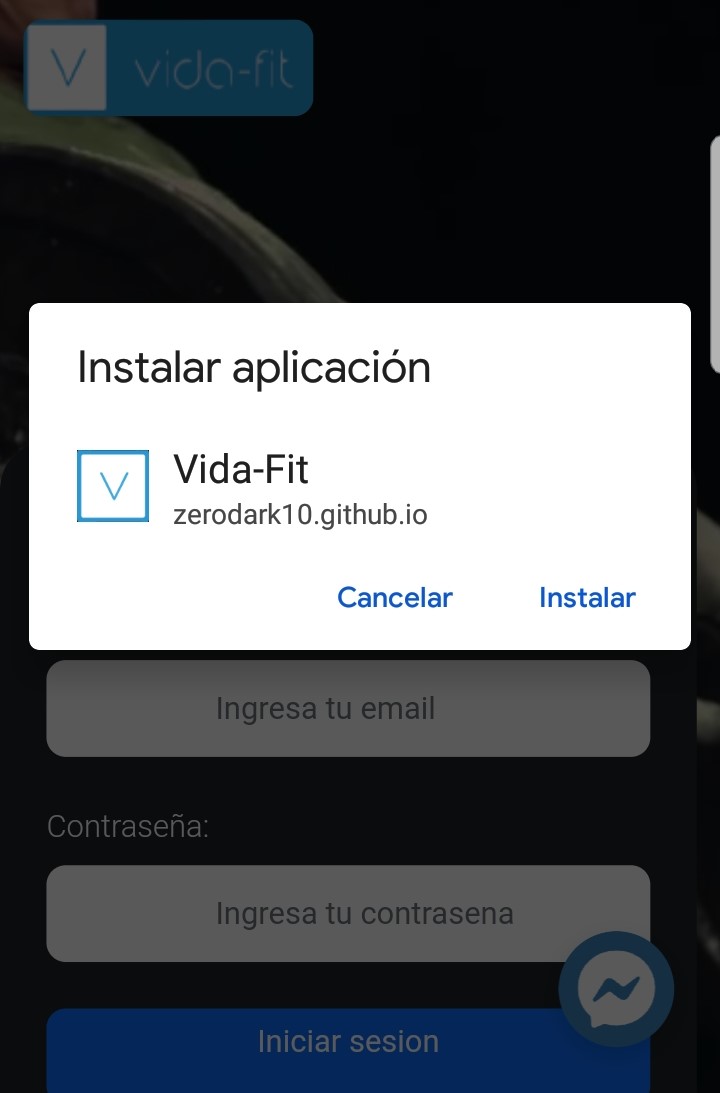 V vida-fit
Instalar aplicación
V
Vida-Fit
zerodark10.github.io
Cancelar Instalar
Ingresa tu email
Contraseña:
Ingresa tu contrasena
Iniciar sesion